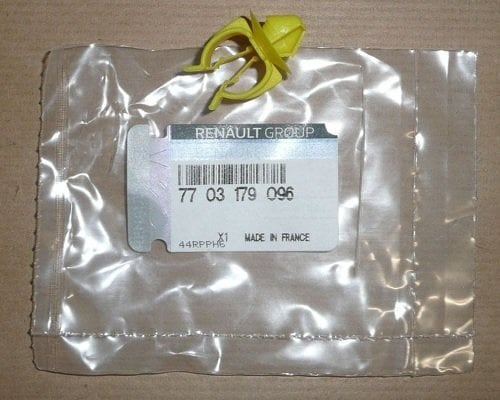 RENAULT GROUP
77 03 179 096
X1 MADE IN FRANCE
44RPPH6